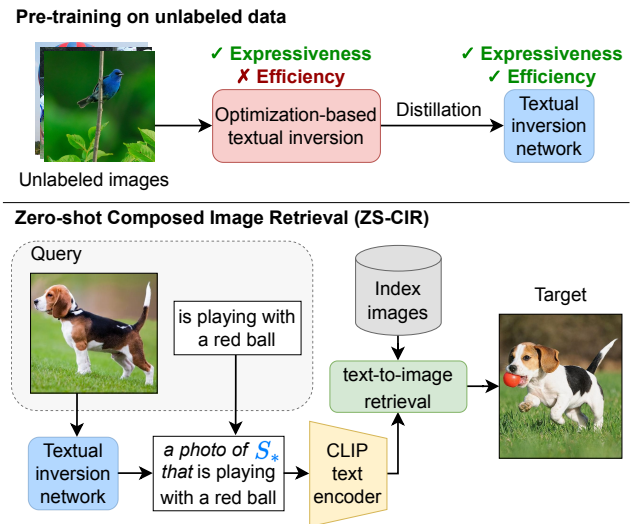 Pre-training on unlabeled data
✓ Expressiveness
✗ Efficiency
✓ Expressiveness
✓ Efficiency
Optimization-based
textual inversion
Distillation
Textual
inversion
network
Unlabeled images
Zero-shot Composed Image Retrieval (ZS-CIR)
Query
is playing with
a red ball
Index
images
Target
text-to-image
retrieval
Textual
inversion
network
a photo of S*
that is playing
with a red ball
CLIP
text
encoder